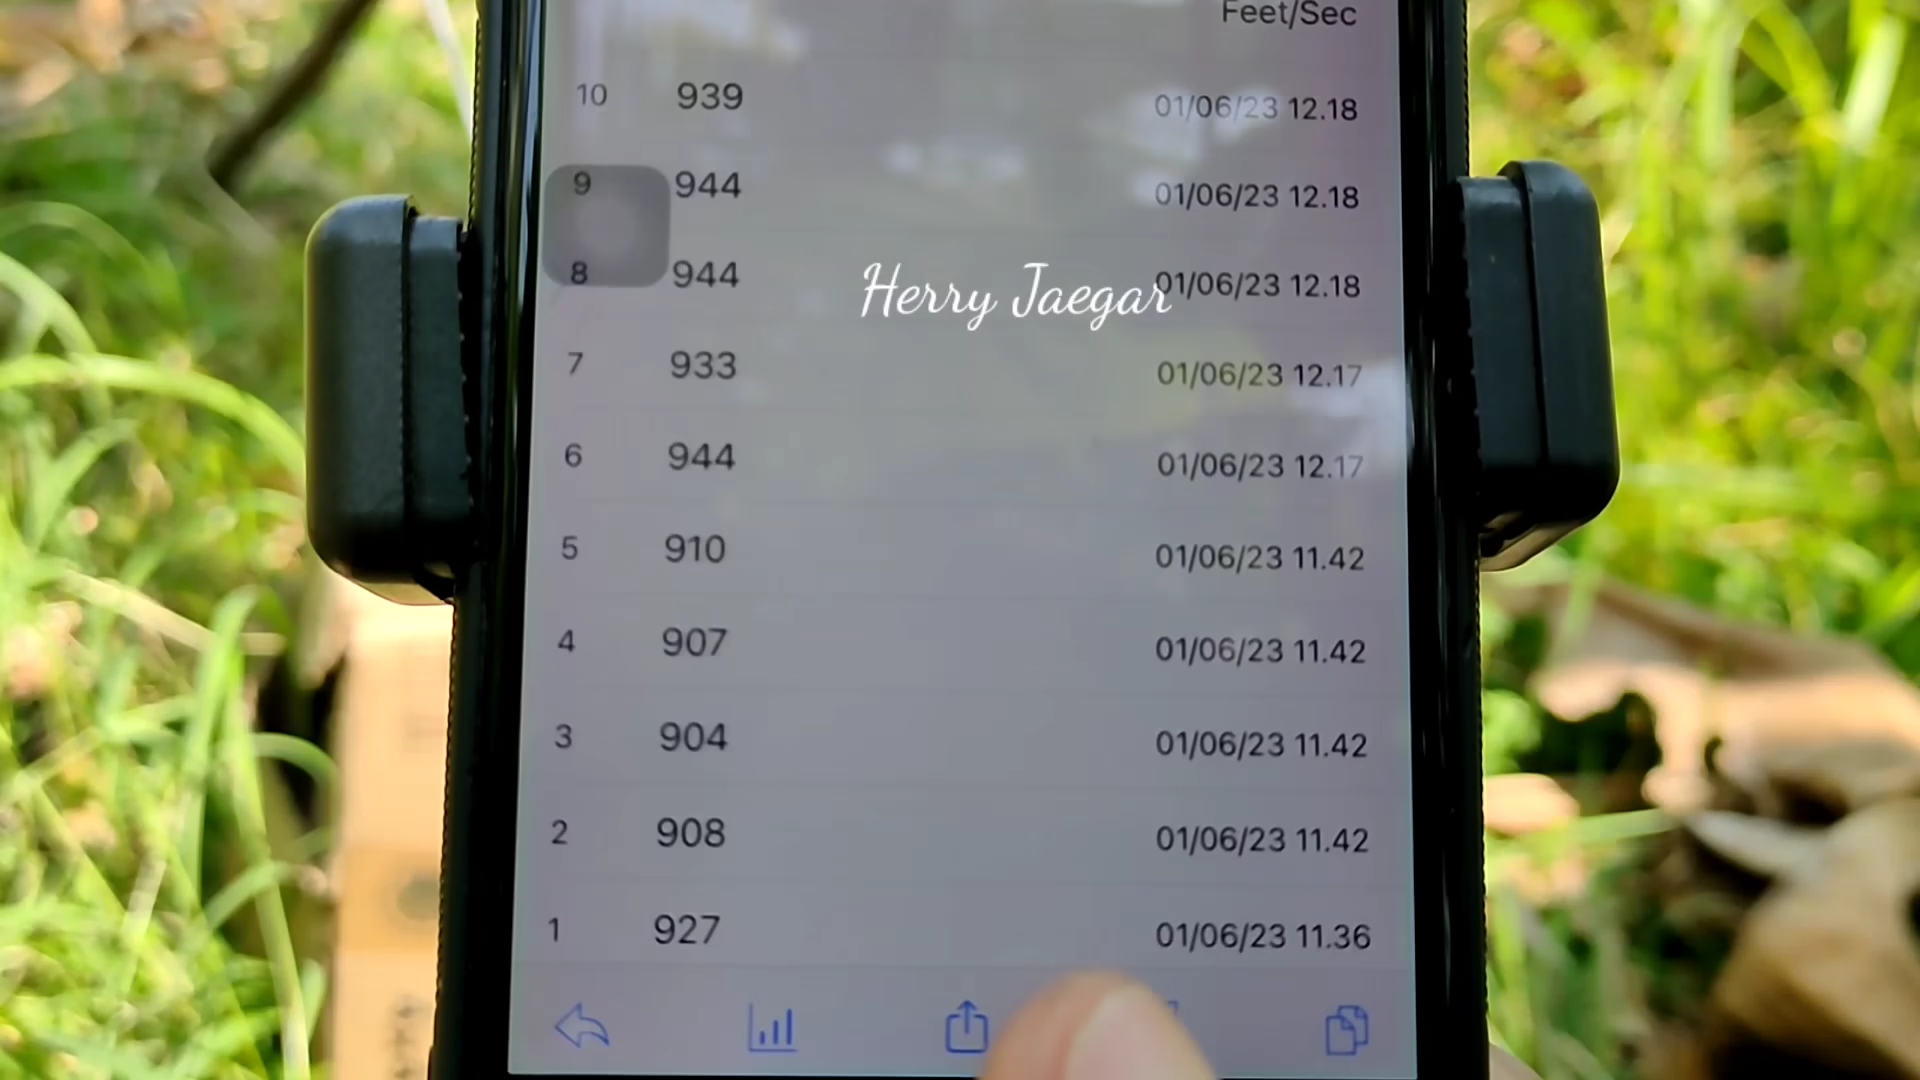 Feet/Sec
10 939 01/06/23 12.18
9 944 01/06/23 12.18
8 944 01/06/23 12.18
Herry Jaegar
7 933 01/06/23 12.17
6 944 01/06/23 12.17
5 910 01/06/23 11.42
4 907 01/06/23 11.42
3 904 01/06/23 11.42
2 908 01/06/23 11.42
1 927 01/06/23 11.36